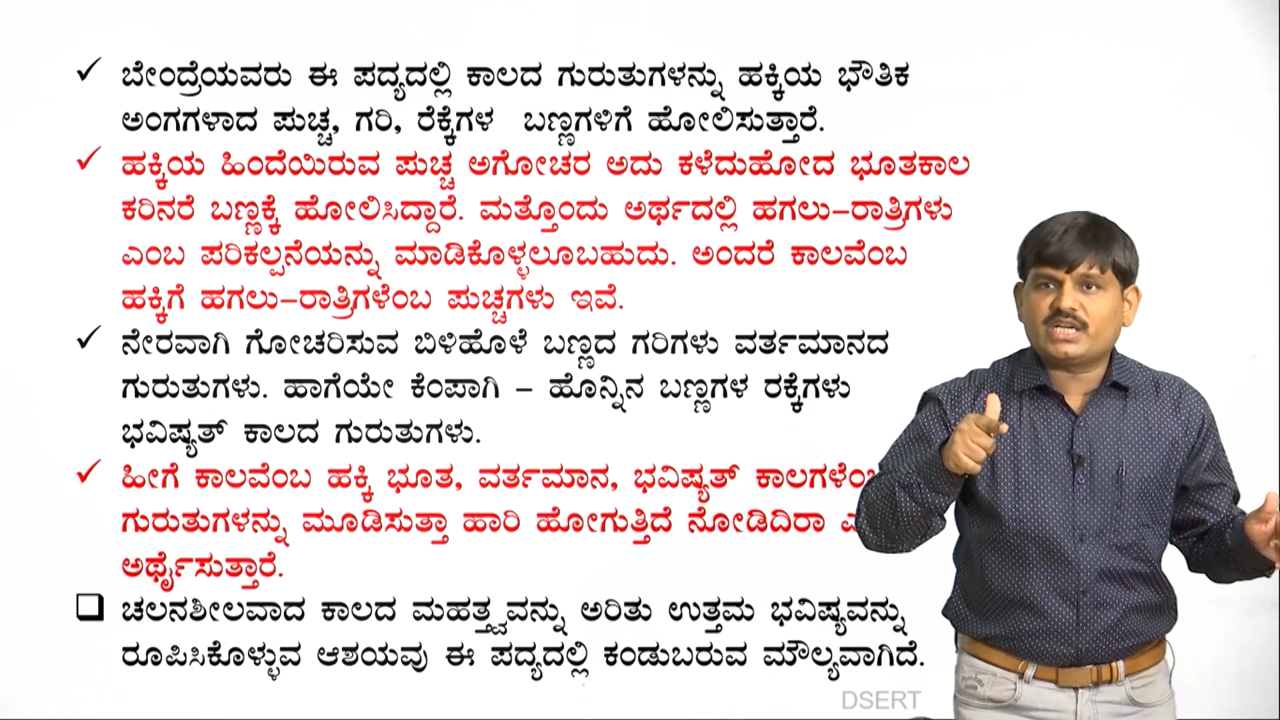 ಬೇಂದ್ರೆಯವರು ಈ ಪದ್ಯದಲ್ಲಿ ಕಾಲದ ಗುರುತುಗಳನ್ನು ಹಕ್ಕಿಯ ಭೌತಿಕ
ಅಂಗಗಳಾದ ಪುಚ್ಚ, ಗರಿ, ರೆಕ್ಕೆಗಳ ಬಣ್ಣಗಳಿಗೆ ಹೋಲಿಸುತ್ತಾರೆ.
ಹಕ್ಕಿಯ ಹಿಂದೆಯಿರುವ ಪುಚ್ಚ ಅಗೋಚರ ಅದು ಕಳೆದುಹೋದ ಭೂತಕಾಲ
ಕರಿನರೆ ಬಣ್ಣಕ್ಕೆ ಹೋಲಿಸಿದ್ದಾರೆ. ಮತ್ತೊಂದು ಅರ್ಥದಲ್ಲಿ ಹಗಲು–ರಾತ್ರಿಗಳು
ಎಂಬ ಪರಿಕಲ್ಪನೆಯನ್ನು ಮಾಡಿಕೊಳ್ಳಲೂಬಹುದು. ಅಂದರೆ ಕಾಲವೆಂಬ
ಹಕ್ಕಿಗೆ ಹಗಲು–ರಾತ್ರಿಗಳೆಂಬ ಪುಚ್ಚಗಳು ಇವೆ.
ನೇರವಾಗಿ ಗೋಚರಿಸುವ ಬಿಳಿಹೊಳೆ ಬಣ್ಣದ ಗರಿಗಳು ವರ್ತಮಾನದ
ಗುರುತುಗಳು. ಹಾಗೆಯೇ ಕೆಂಪಾಗಿ – ಹೊನ್ನಿನ ಬಣ್ಣಗಳ ರಕ್ಕೆಗಳು
ಭವಿಷ್ಯತ್ ಕಾಲದ ಗುರುತುಗಳು.
ಹೀಗೆ ಕಾಲವೆಂಬ ಹಕ್ಕಿ ಭೂತ, ವರ್ತಮಾನ, ಭವಿಷ್ಯತ್
ಗುರುತುಗಳನ್ನು ಮೂಡಿಸುತ್ತಾ ಹಾರಿ ಹೋಗುತ್ತಿದೆ ನೋಡಿದಿರಾ
ಅರ್ಥೈಸುತ್ತಾರೆ.
ಚಲನಶೀಲವಾದ ಕಾಲದ ಮಹತ್ತ್ವವನ್ನು ಅರಿತು ಉತ್ತಮ ಭವಿಷ್ಯವನ್ನು
ರೂಪಿಸಿಕೊಳ್ಳುವ ಆಶಯವು ಈ ಪದ್ಯದಲ್ಲಿ ಕಂಡುಬರುವ ಮೌಲ್ಯವಾಗಿದೆ.
DSERT